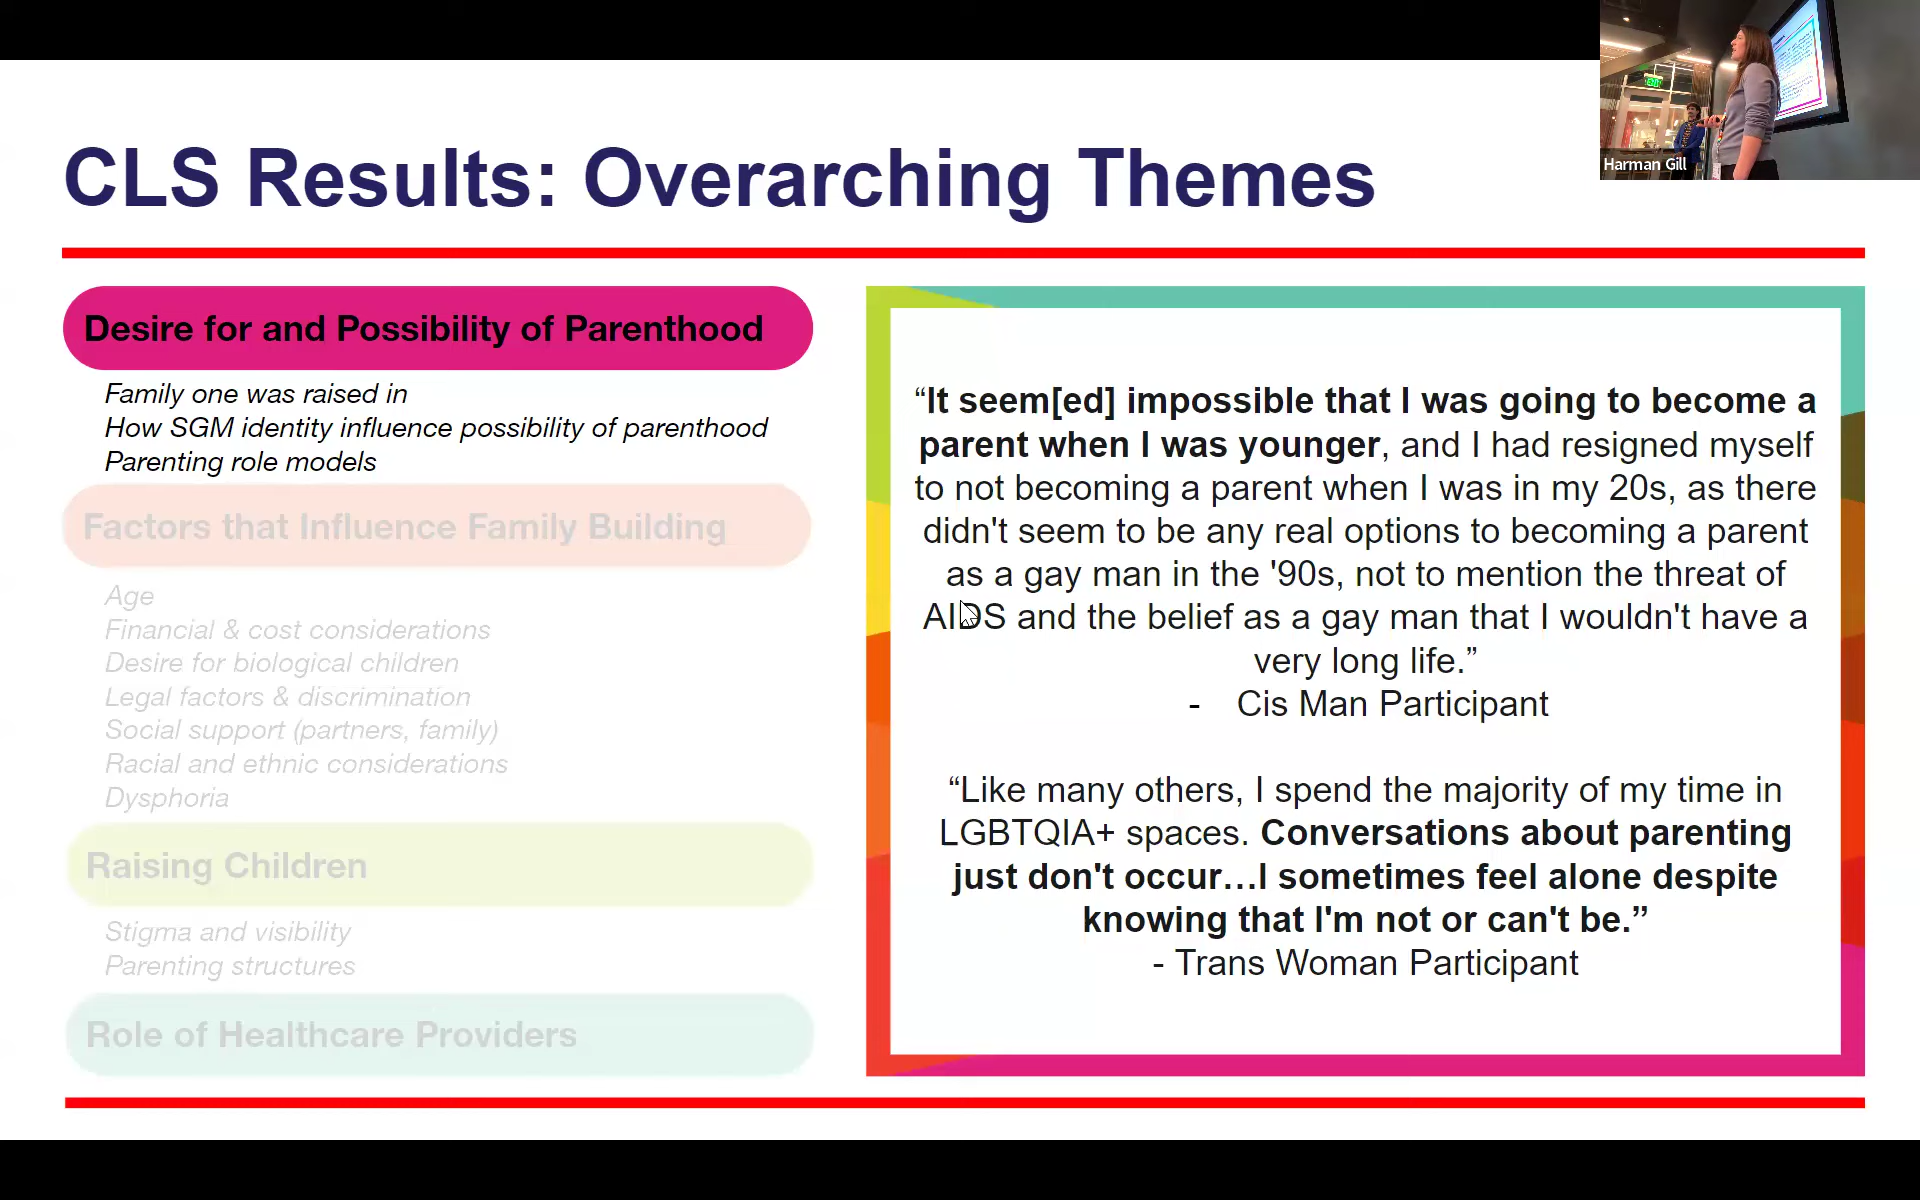 CLS Results: Overarching Themes
Harman Gill
Desire for and Possibility of Parenthood
Family one was raised in
How SGM identity influence possibility of parenthood
Parenting role models
Factors that Influence Family Building
Age
Financial & cost considerations
Desire for biological children
Legal factors & discrimination
Social support (partners, family)
Racial and ethnic considerations
Dysphoria
Raising Children
Stigma and visibility
Parenting structures
Role of Healthcare Providers
“It seem[ed] impossible that I was going to become a
parent when I was younger, and I had resigned myself
to not becoming a parent when I was in my 20s, as there
didn't seem to be any real options to becoming a parent
as a gay man in the '90s, not to mention the threat of
AIDS and the belief as a gay man that I wouldn't have a
very long life.”
- Cis Man Participant
“Like many others, I spend the majority of my time in
LGBTQIA+ spaces. Conversations about parenting
just don't occur…I sometimes feel alone despite
knowing that I'm not or can't be.”
- Trans Woman Participant